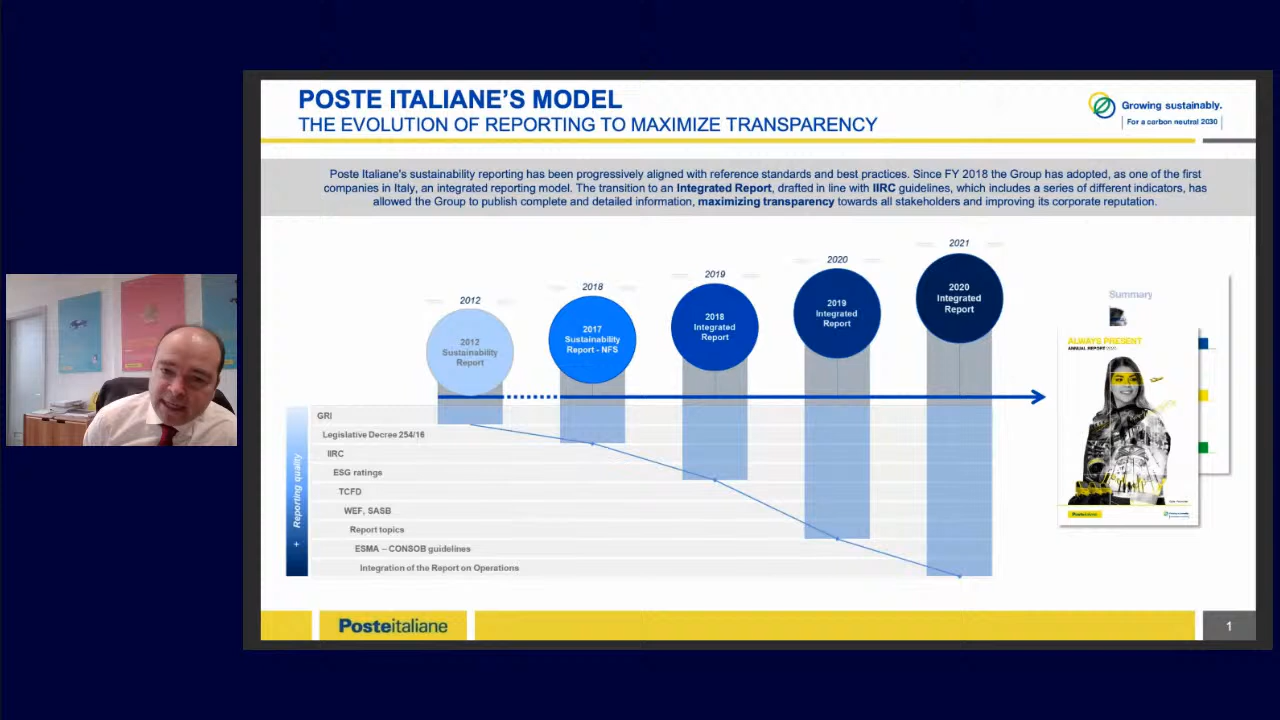 POSTE ITALIANE'S MODEL
THE EVOLUTION OF REPORTING TO MAXIMIZE TRANSPARENCY
Growing sustainably.
For a carbon neutral 2030
Poste Italiane's sustainability reporting has been progressively aligned with reference standards and best practices. Since FY 2018 the Group has adopted, as one of the first
companies in Italy, an integrated reporting model. The transition to an Integrated Report, drafted in line with IIRC guidelines, which includes a series of different indicators, has
allowed the Group to publish complete and detailed information, maximizing transparency towards all stakeholders and improving its corporate reputation.
2012
2018
2019
2020
2021
2012
Sustainability
Report
2017
Sustainability
Report - NFS
2018
Integrated
Report
2019
Integrated
Report
2020
Integrated
Report
Summary
ALWAYS PRESENT
ANNUAL REPORT
Posteitaliane
+ Reporting quality
GRI
Legislative Decree 254/16
IIRC
ESG ratings
TCFD
WEF, SASB
Report topics
ESMA – CONSOB guidelines
Integration of the Report on Operations
Posteitaliane
1